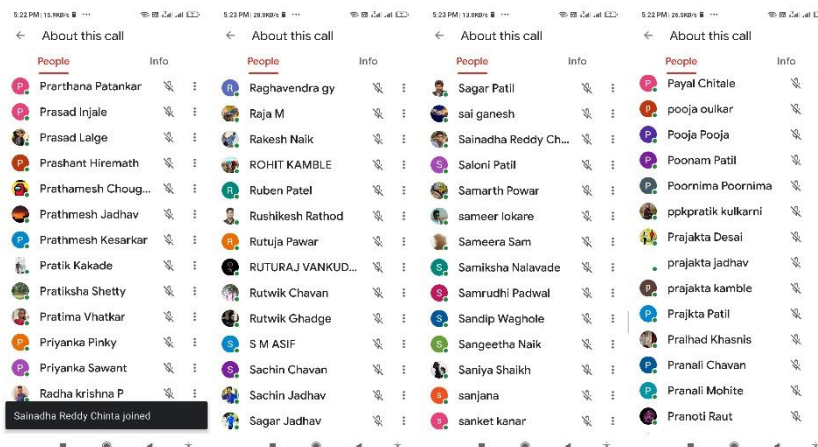 5:22 PM | 15.9KB/s
About this call
People Info
Prarthana Patankar
Prasad Injale
Prasad Lalge
Prashant Hiremath
Prathamesh Choug...
Prathmesh Jadhav
Prathmesh Kesarkar
Pratik Kakade
Pratiksha Shetty
Pratima Vhatkar
Priyanka Pinky
Priyanka Sawant
Radha krishna P
Sainadha Reddy Chinta joined
5:23 PM | 20.8KB/s
About this call
People Info
Raghavendra gy
Raja M
Rakesh Naik
ROHIT KAMBLE
Ruben Patel
Rushikesh Rathod
Rutuja Pawar
RUTURAJ VANKUD...
Rutwik Chavan
Rutwik Ghadge
S M ASIF
Sachin Chavan
Sachin Jadhav
Sagar Jadhav
5:23 PM | 13.8KB/s
About this call
People Info
Sagar Patil
sai ganesh
Sainadha Reddy Ch...
Saloni Patil
Samarth Powar
sameer lokare
Sameera Sam
Samiksha Nalavade
Samrudhi Padwal
Sandip Waghole
Sangeetha Naik
Saniya Shaikh
sanjana
sanket kanar
5:22 PM | 26.5KB/s
About this call
People Info
Payal Chitale
pooja oulkar
Pooja Pooja
Poonam Patil
Poornima Poornima
ppkpratik kulkarni
Prajakta Desai
prajakta jadhav
prajakta kamble
Prajkta Patil
Pralhad Khasnis
Pranali Chavan
Pranali Mohite
Pranoti Raut